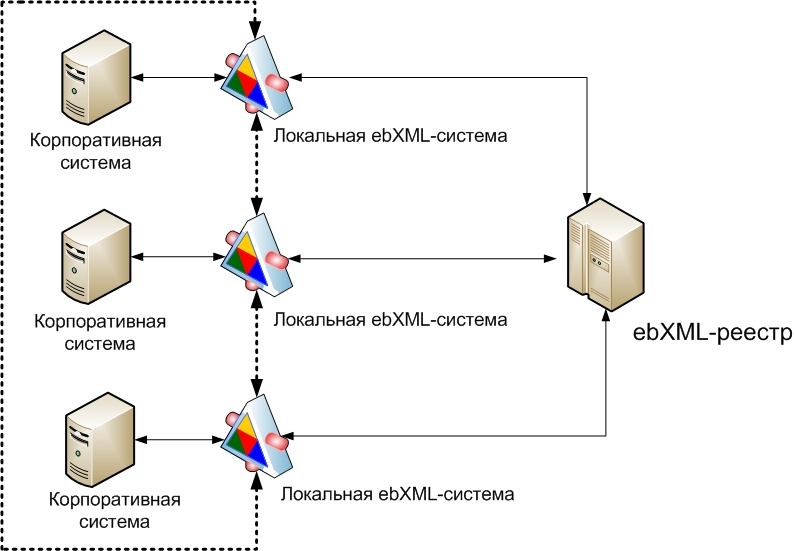 Корпоративная
система
Локальная ebXML-система
Корпоративная
система
Локальная ebXML-система
ebXML-реестр
Корпоративная
система
Локальная ebXML-система